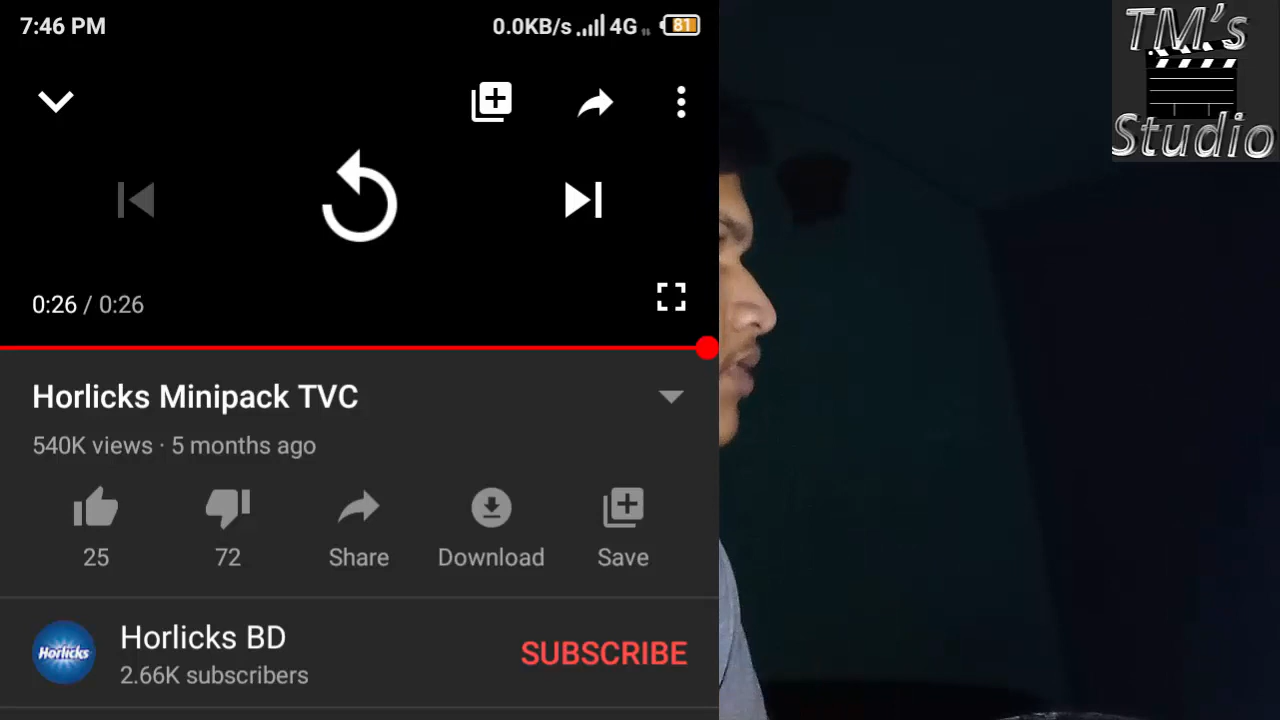 7:46 PM
0.0KB/s 4G 81
TM's
Studio
0:26 / 0:26
Horlicks Minipack TVC
540K views · 5 months ago
25
72
Share
Download
Save
Horlicks
Horlicks BD
2.66K subscribers
SUBSCRIBE